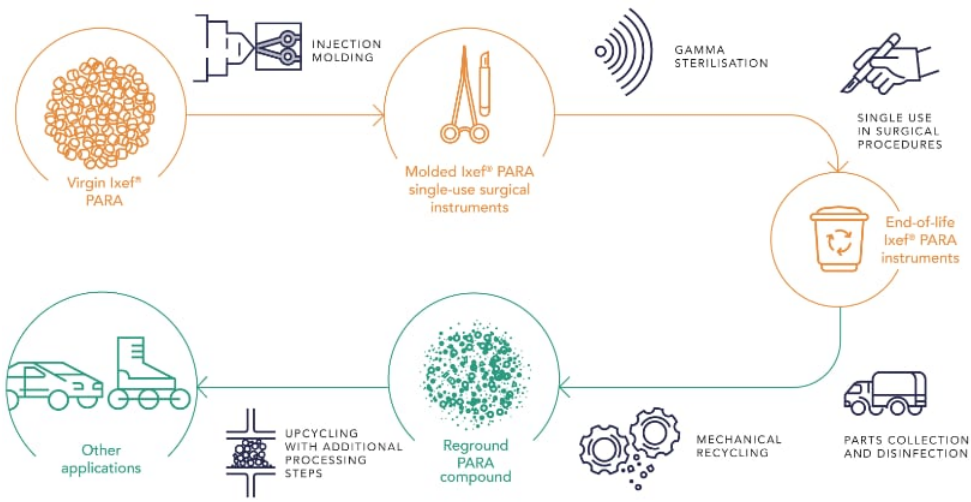 INJECTION
MOLDING
GAMMA
STERILISATION
SINGLE USE
IN SURGICAL
PROCEDURES
Virgin Ixef®
PARA
Molded Ixef® PARA
single-use surgical
instruments
End-of-life
Ixef® PARA
instruments
Other
applications
UPCYCLING
WITH ADDITIONAL
PROCESSING
STEPS
Reground
PARA
compound
MECHANICAL
RECYCLING
PARTS COLLECTION
AND DISINFECTION